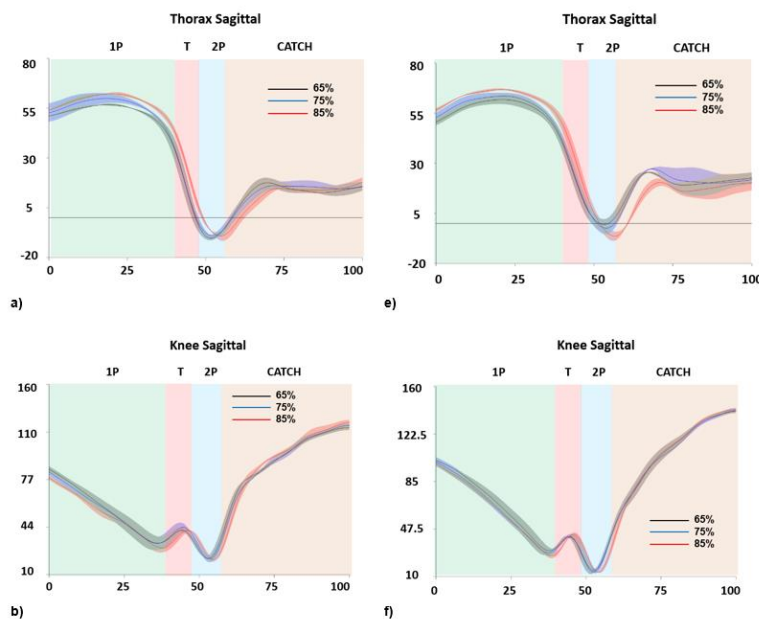 Thorax Sagittal
1P T 2P CATCH
80
55
30
5
-20
65%
75%
85%
0 25 50 75 100
a)
Thorax Sagittal
1P T 2P CATCH
80
55
30
5
-20
65%
75%
85%
0 25 50 75 100
e)
Knee Sagittal
1P T 2P CATCH
160
110
77
44
10
65%
75%
85%
0 25 50 75 100
b)
Knee Sagittal
1P T 2P CATCH
160
122.5
85
47.5
10
65%
75%
85%
0 25 50 75 100
f)